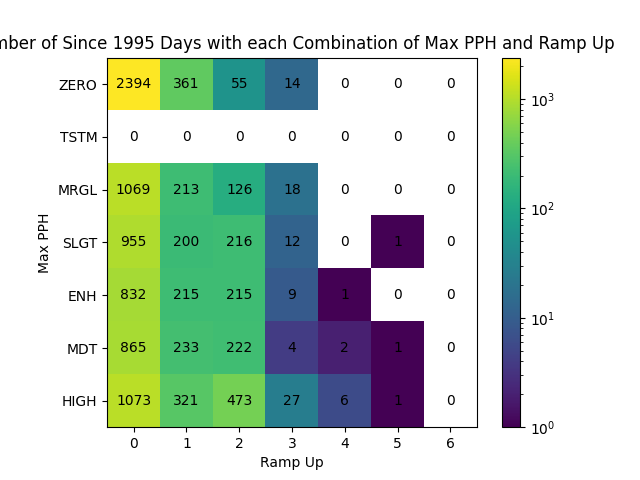 mber of Since 1995 Days with each Combination of Max PPH and Ramp Up
ZERO 2394 361 55 14 0 0 0
TSTM 0 0 0 0 0 0 0
MRGL 1069 213 126 18 0 0 0
SLGT 955 200 216 12 0 1 0
ENH 832 215 215 9 1 0 0
MDT 865 233 222 4 2 1 0
HIGH 1073 321 473 27 6 1 0
0 1 2 3 4 5 6
Ramp Up
Max PPH
10³
10²
10¹
10⁰